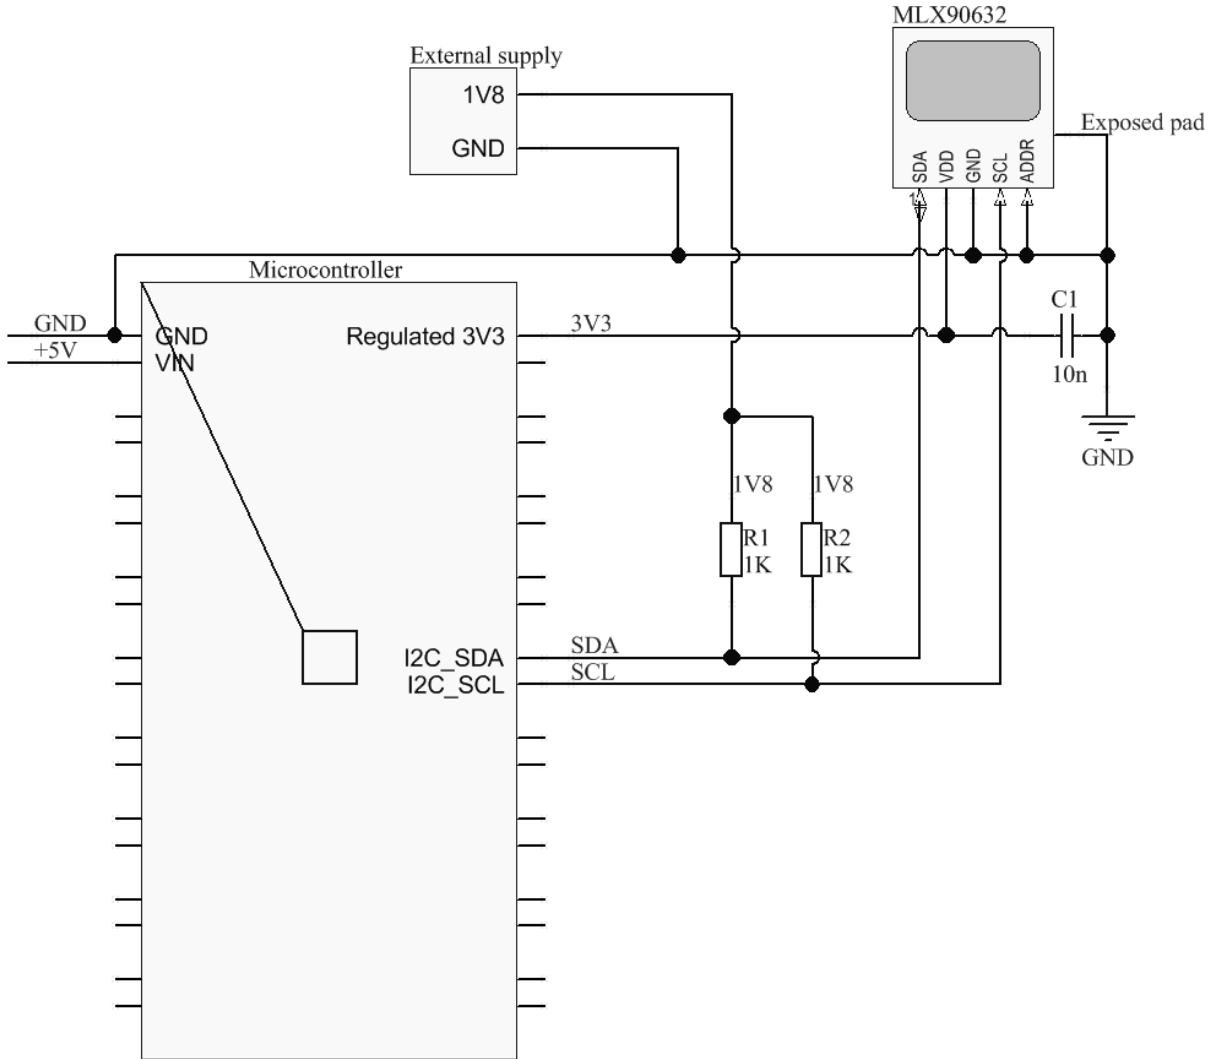 MLX90632
External supply
1V8
GND
Exposed pad
SDA
VDD
GND
SCL
ADDR
1
Microcontroller
GND
+5V
GND
VIN
Regulated 3V3
3V3
C1
10n
GND
1V8
1V8
R1
1K
R2
1K
I2C_SDA
SDA
I2C_SCL
SCL